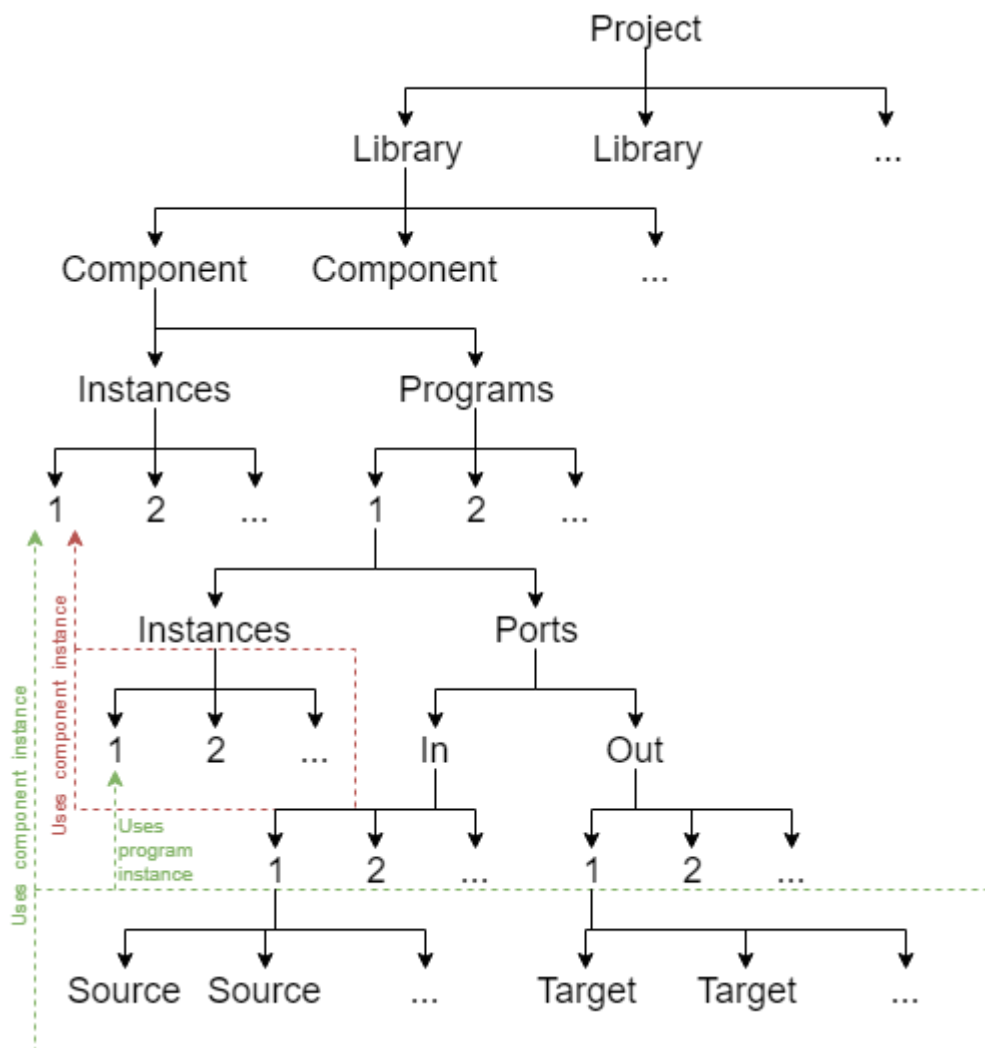 Project
Library
Library
...
Component
Component
...
Instances
Programs
1
2
...
1
2
...
Instances
Ports
1
2
...
In
Out
Uses component instance
Uses component instance
Uses
program
instance
1
2
...
1
2
...
Source
Source
...
Target
Target
...